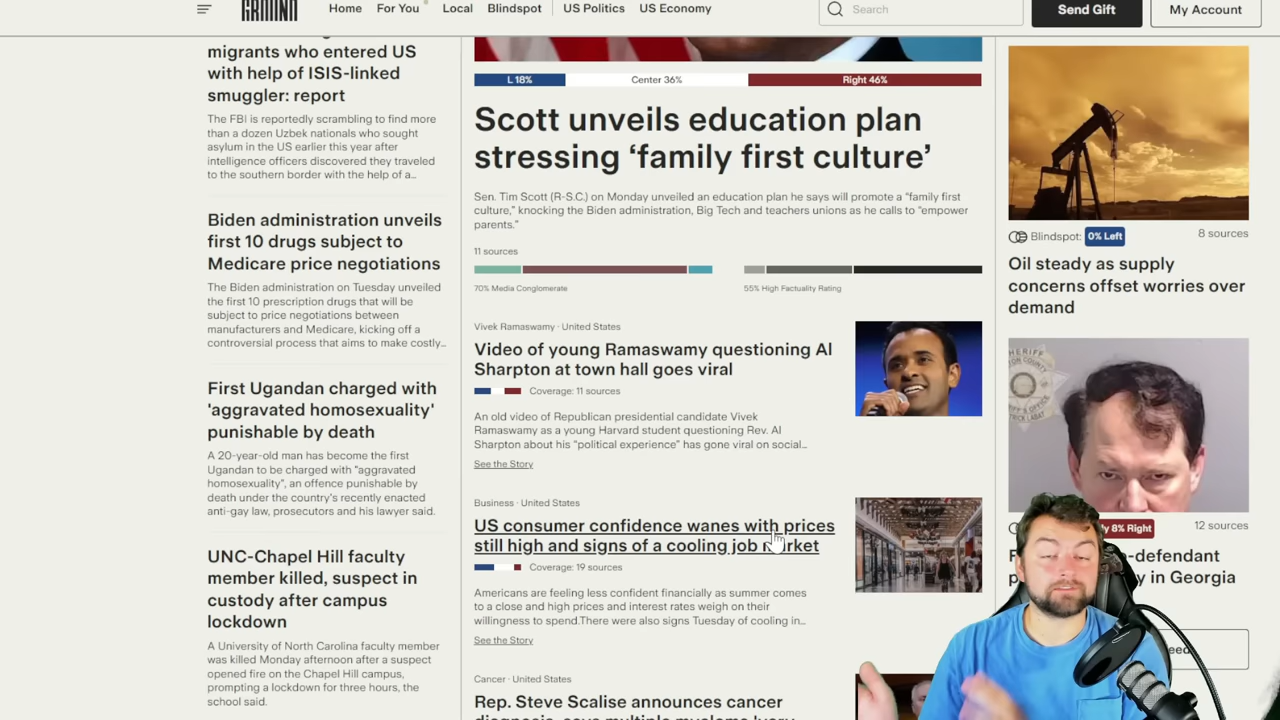 GROUND
Home
For You
Local
Blindspot
US Politics
US Economy
Search
Send Gift
My Account
migrants who entered US
with help of ISIS-linked
smuggler: report
The FBI is reportedly scrambling to find more
than a dozen Uzbek nationals who sought
asylum in the US earlier this year after
intelligence officers discovered they traveled
to the southern border with the help of a...
Biden administration unveils
first 10 drugs subject to
Medicare price negotiations
The Biden administration on Tuesday unveiled
the first 10 prescription drugs that will be
subject to price negotiations between
manufacturers and Medicare, kicking off a
controversial process that aims to make costly...
First Ugandan charged with
'aggravated homosexuality'
punishable by death
A 20-year-old man has become the first
Ugandan to be charged with "aggravated
homosexuality", an offence punishable by
death under the country's recently enacted
anti-gay law, prosecutors and his lawyer said.
UNC-Chapel Hill faculty
member killed, suspect in
custody after campus
lockdown
A University of North Carolina faculty member
was killed Monday afternoon after a suspect
opened fire on the Chapel Hill campus,
prompting a lockdown for three hours, the
school said.
L 18%
Center 36%
Right 46%
Scott unveils education plan
stressing ‘family first culture’
Sen. Tim Scott (R-S.C.) on Monday unveiled an education plan he says will promote a “family first
culture,” knocking the Biden administration, Big Tech and teachers unions as he calls to “empower
parents.”
11 sources
70% Media Conglomerate
55% High Factuality Rating
Vivek Ramaswamy · United States
Video of young Ramaswamy questioning Al
Sharpton at town hall goes viral
Coverage: 11 sources
An old video of Republican presidential candidate Vivek
Ramaswamy as a young Harvard student questioning Rev. Al
Sharpton about his “political experience” has gone viral on social...
See the Story
Business · United States
US consumer confidence wanes with prices
still high and signs of a cooling job market
Coverage: 19 sources
Americans are feeling less confident financially as summer comes
to a close and high prices and interest rates weigh on their
willingness to spend.There were also signs Tuesday of cooling in...
See the Story
Cancer · United States
Rep. Steve Scalise announces cancer
Blindspot:
0% Left
8 sources
Oil steady as supply
concerns offset worries over
demand
SHERIFF
8% Right
12 sources
o-defendant
y in Georgia